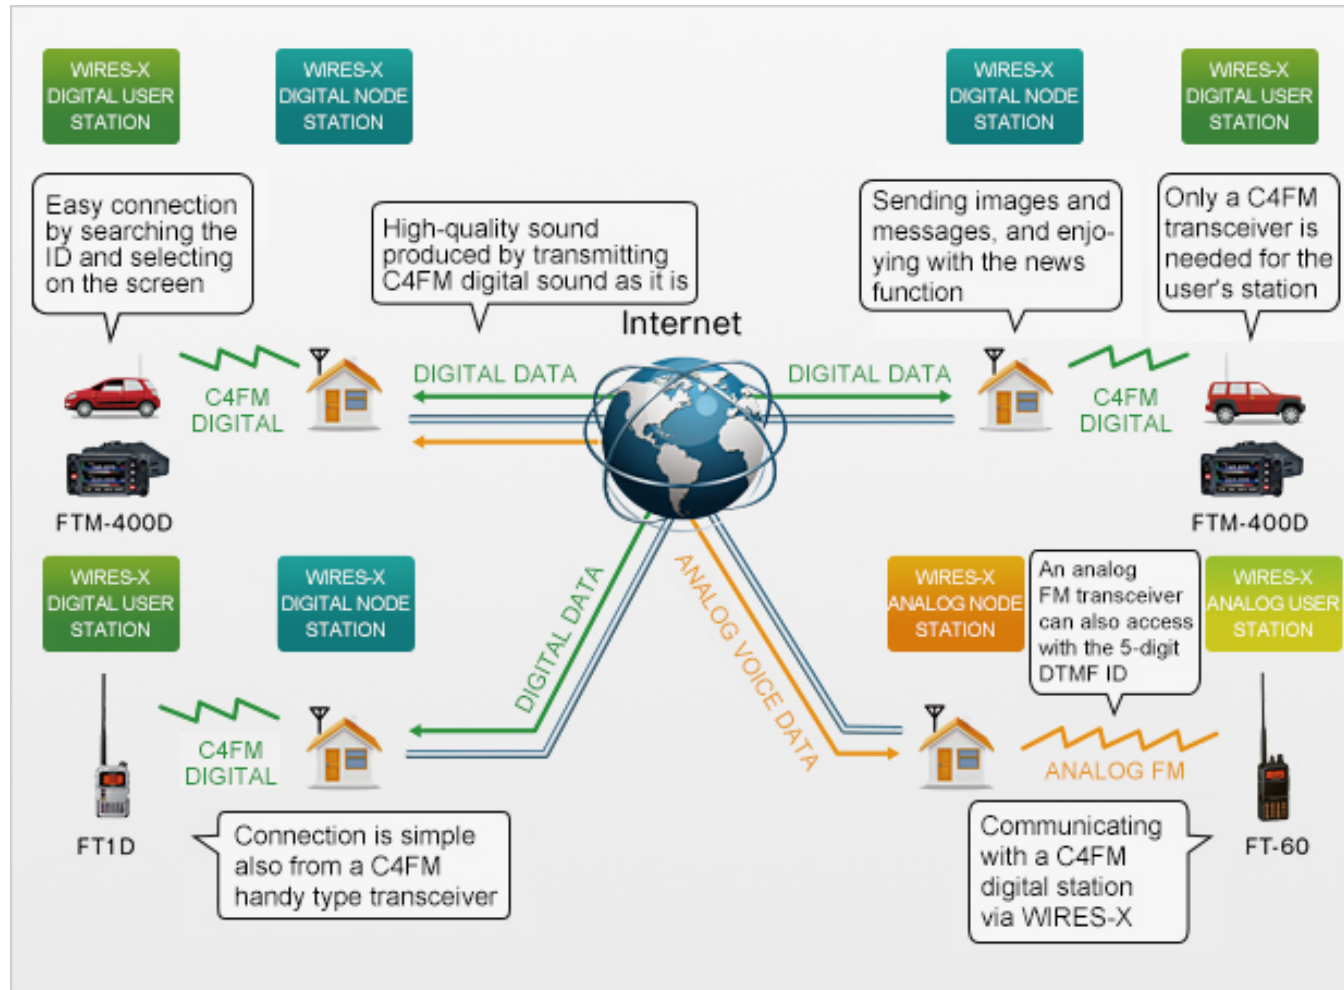 WIRES-X
DIGITAL USER
STATION
WIRES-X
DIGITAL NODE
STATION
WIRES-X
DIGITAL NODE
STATION
WIRES-X
DIGITAL USER
STATION
Easy connection
by searching the
ID and selecting
on the screen
High-quality sound
produced by transmitting
C4FM digital sound as it is
Sending images and
messages, and enjo-
ying with the news
function
Only a C4FM
transceiver is
needed for the
user's station
Internet
C4FM
DIGITAL
DIGITAL DATA
DIGITAL DATA
C4FM
DIGITAL
FTM-400D
FTM-400D
WIRES-X
DIGITAL USER
STATION
WIRES-X
DIGITAL NODE
STATION
DIGITAL DATA
ANALOG VOICE DATA
WIRES-X
ANALOG NODE
STATION
An analog
FM transceiver
can also access
with the 5-digit
DTMF ID
WIRES-X
ANALOG USER
STATION
C4FM
DIGITAL
ANALOG FM
FT1D
Connection is simple
also from a C4FM
handy type transceiver
Communicating
with a C4FM
digital station
via WIRES-X
FT-60